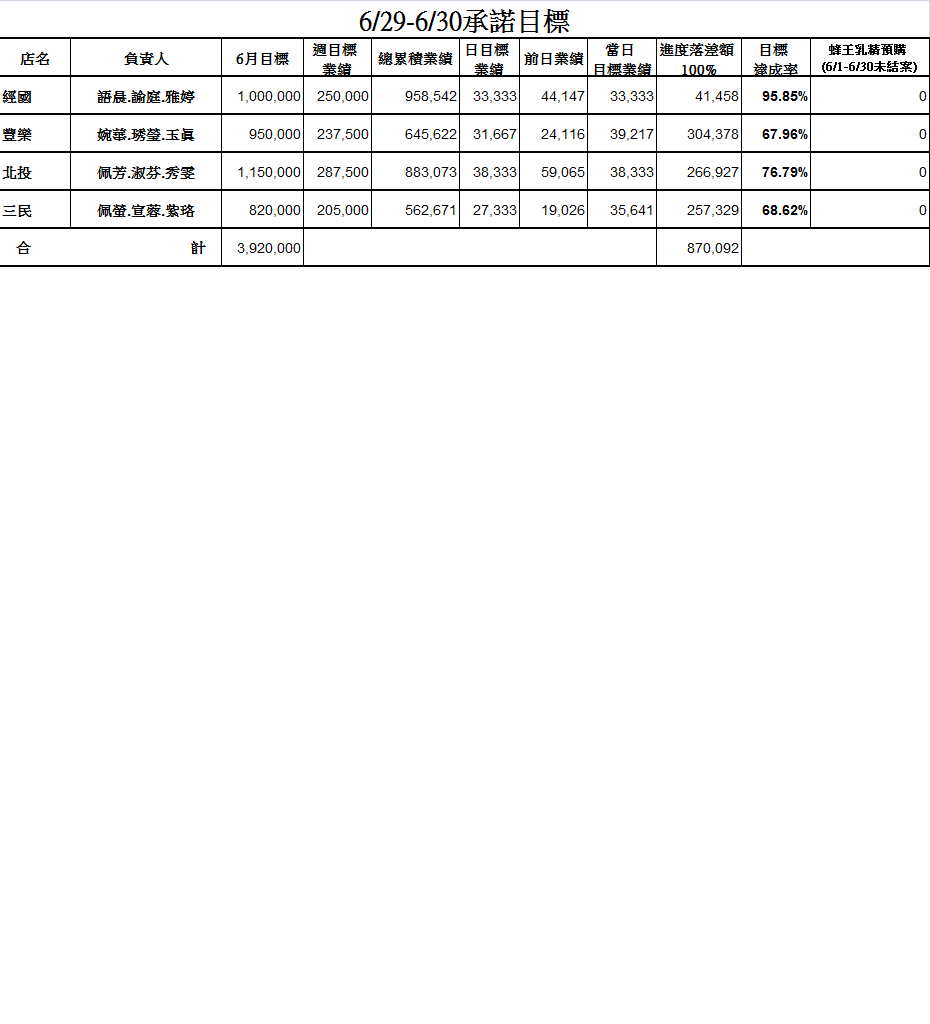 6/29-6/30承諾目標
店名 負責人 6月目標 週目標業績 總累積業績 日目標業績 前日業績 當日目標業績 進度落差額100% 目標達成率 蜂王乳精預購(6/1-6/30未結案)
經國 語晨.諭庭.雅婷 1,000,000 250,000 958,542 33,333 44,147 33,333 41,458 95.85% 0
豐樂 婉華.琇瑩.玉眞 950,000 237,500 645,622 31,667 24,116 39,217 304,378 67.96% 0
北投 佩芳.淑芬.秀雯 1,150,000 287,500 883,073 38,333 59,065 38,333 266,927 76.79% 0
三民 佩螢.宣蓉.紫珞 820,000 205,000 562,671 27,333 19,026 35,641 257,329 68.62% 0
合計 3,920,000 870,092